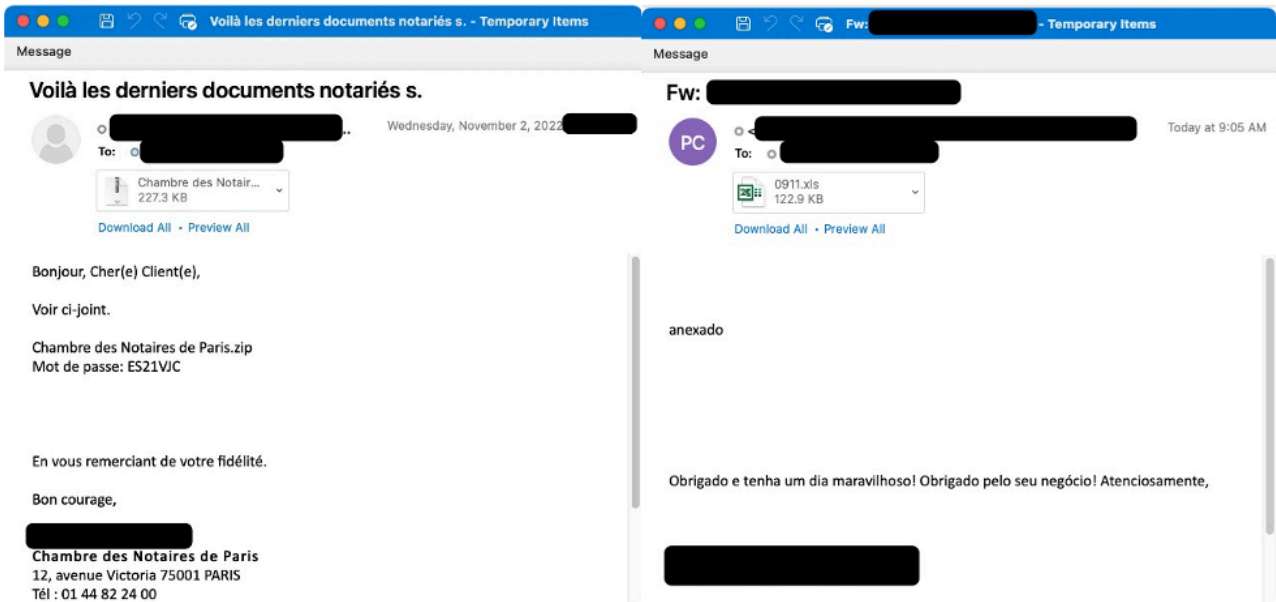 Voilà les derniers documents notariés s. - Temporary Items
Message
Voilà les derniers documents notariés s.
..
Wednesday, November 2, 2022
To:
Chambre des Notair...
227.3 KB
Download All • Preview All
Bonjour, Cher(e) Client(e),
Voir ci-joint.
Chambre des Notaires de Paris.zip
Mot de passe: ES21VJC
En vous remerciant de votre fidélité.
Bon courage,
Chambre des Notaires de Paris
12, avenue Victoria 75001 PARIS
Tél : 01 44 82 24 00
Fw: - Temporary Items
Message
Fw:
PC
<
Today at 9:05 AM
To:
0911.xls
122.9 KB
Download All • Preview All
anexado
Obrigado e tenha um dia maravilhoso! Obrigado pelo seu negócio! Atenciosamente,